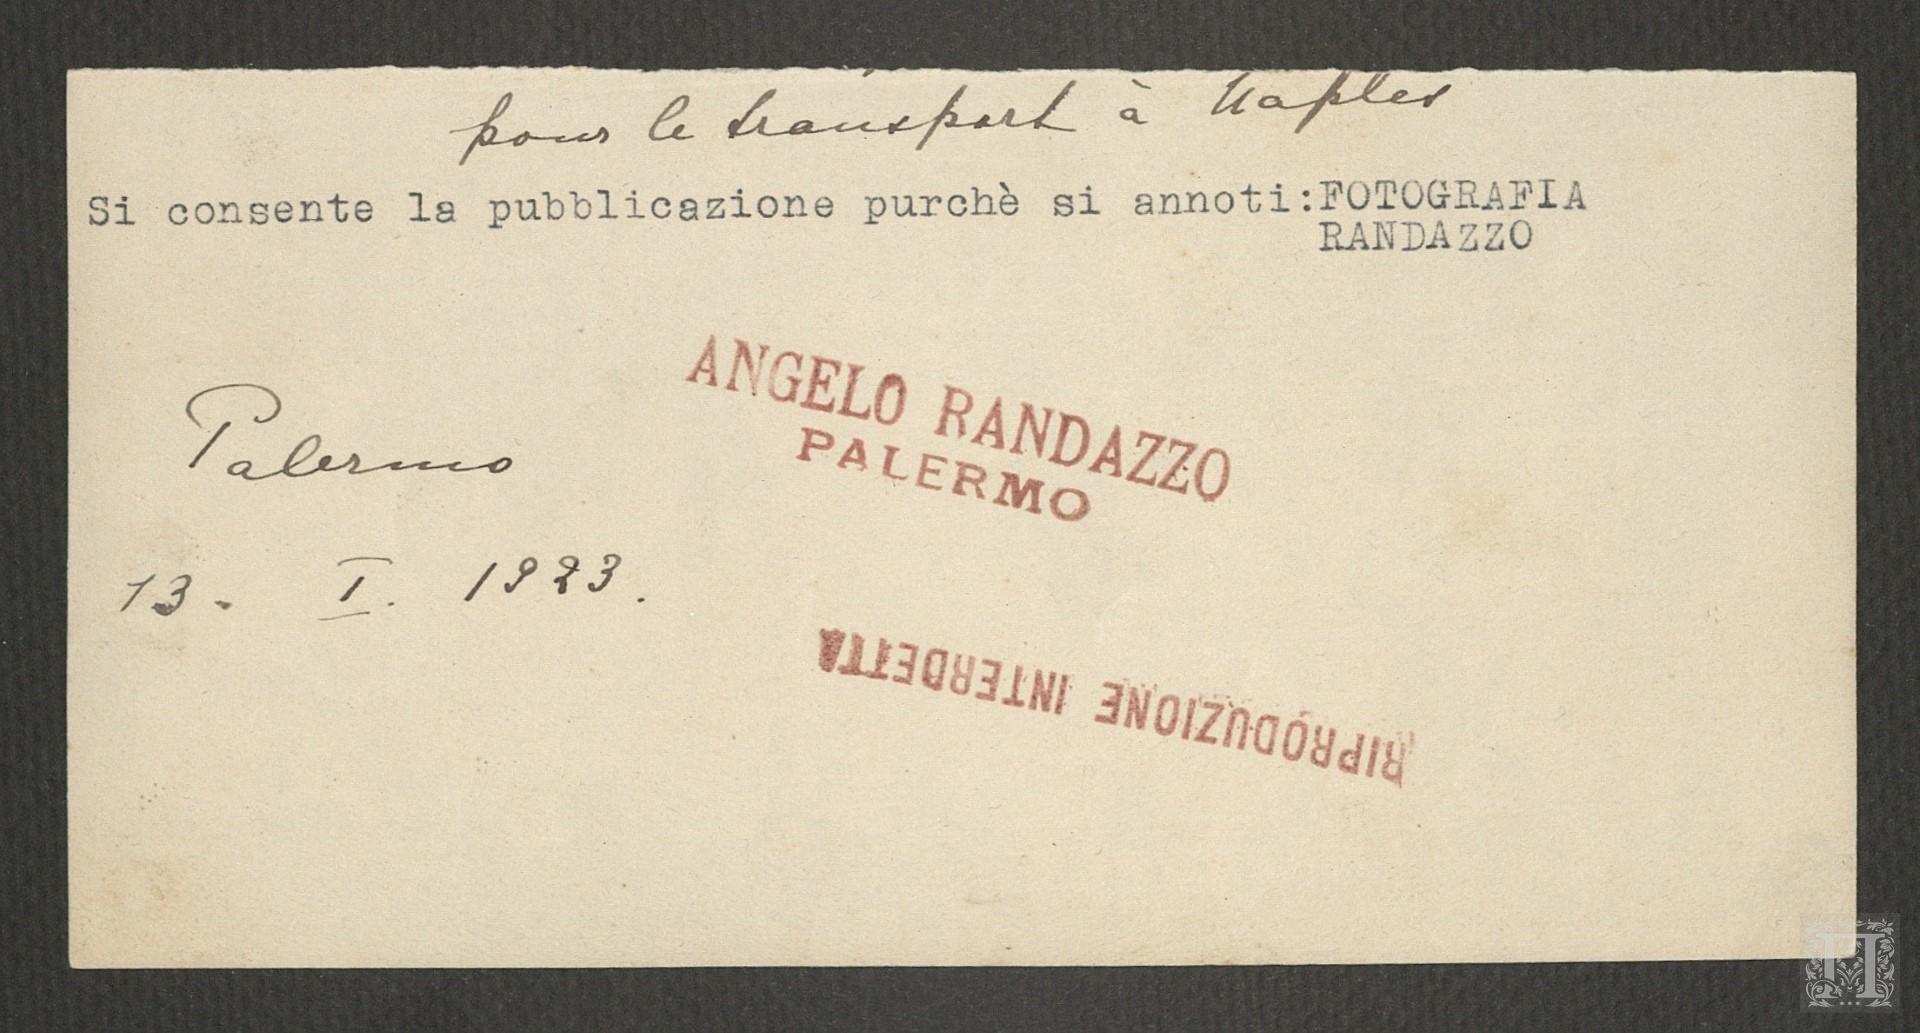 pour le transport à Naples
Si consente la pubblicazione purchè si annoti:FOTOGRAFIA
RANDAZZO
ANGELO RANDAZZO
PALERMO
Palermo
13. I. 1923.
RIPRODUZIONE INTERDETTA